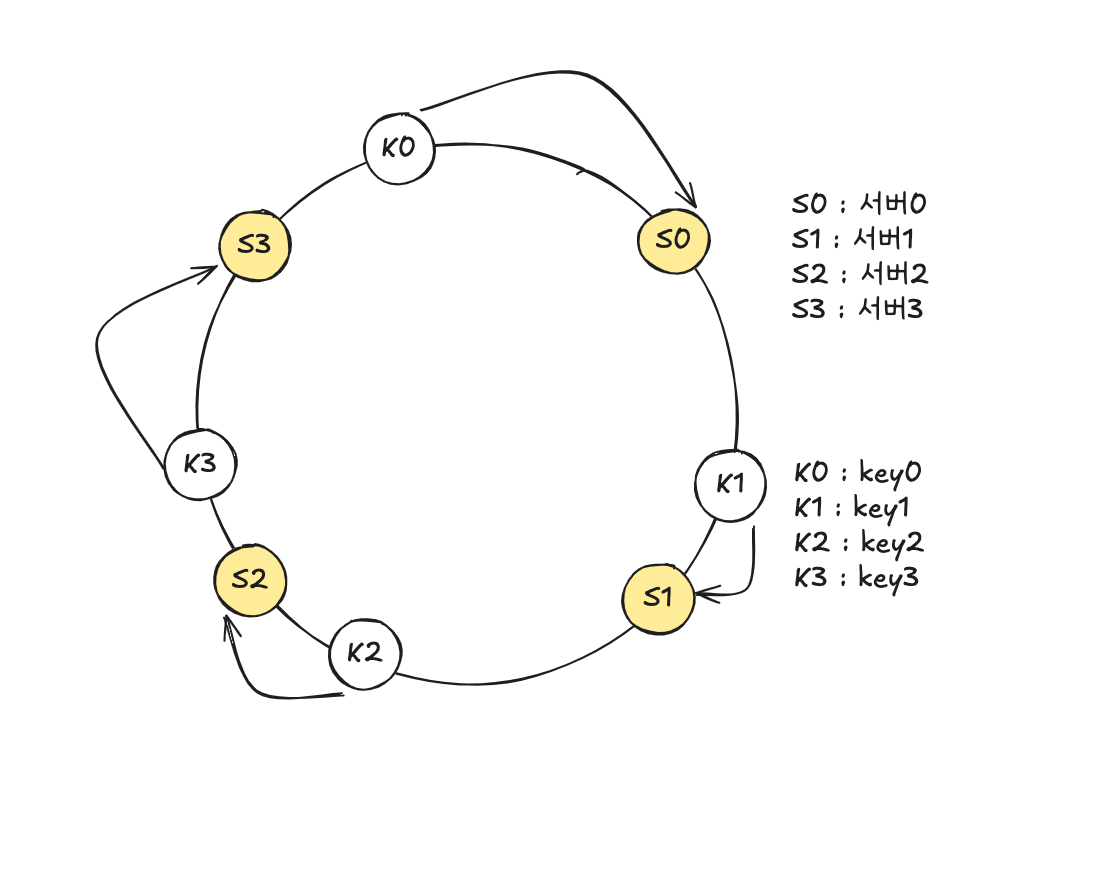 K0
S3
S0
K3
K1
S2
S1
K2
S0 : 서버0
S1 : 서버1
S2 : 서버2
S3 : 서버3
K0 : key0
K1 : key1
K2 : key2
K3 : key3